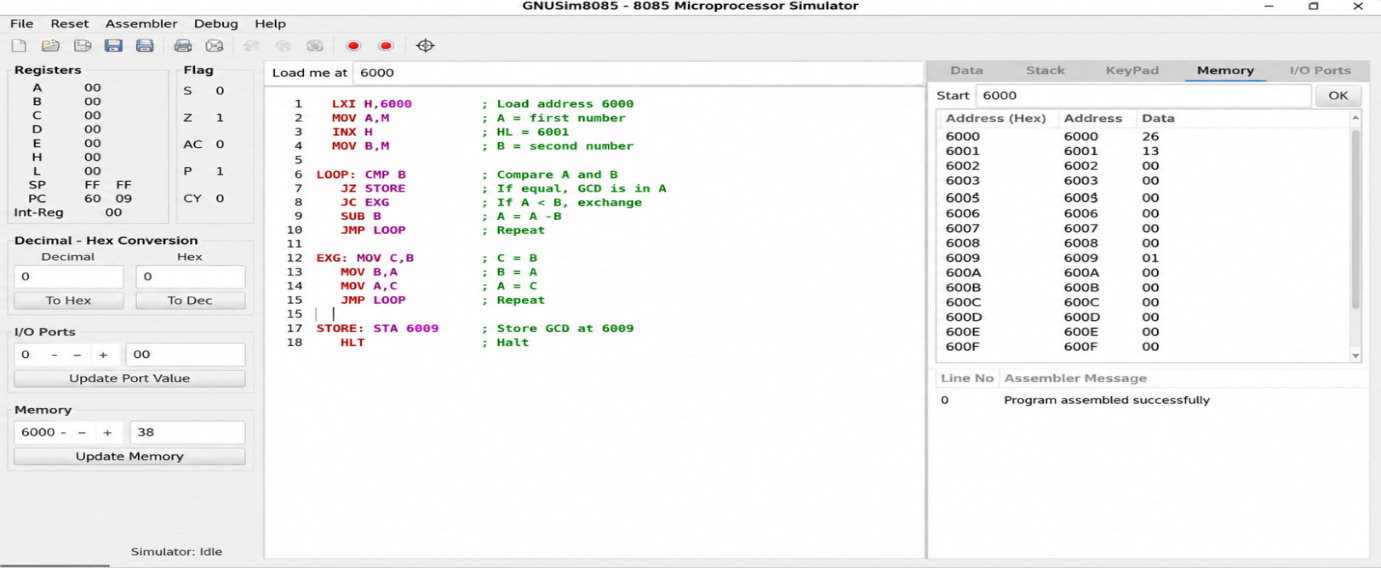 GNUSim8085 - 8085 Microprocessor Simulator
File Reset Assembler Debug Help
Registers
A 00
B 00
C 00
D 00
E 00
H 00
L 00
SP FF FF
PC 60 09
Int-Reg 00
Flag
S 0
Z 1
AC 0
P 1
CY 0
Decimal - Hex Conversion
Decimal Hex
0 0
To Hex To Dec
I/O Ports
0 - - + 00
Update Port Value
Memory
6000 - - + 38
Update Memory
Simulator: Idle
Load me at 6000
1 LXI H,6000 ; Load address 6000
2 MOV A,M ; A = first number
3 INX H ; HL = 6001
4 MOV B,M ; B = second number
5
6 LOOP: CMP B ; Compare A and B
7 JZ STORE ; If equal, GCD is in A
8 JC EXG ; If A < B, exchange
9 SUB B ; A = A -B
10 JMP LOOP ; Repeat
11
12 EXG: MOV C,B ; C = B
13 MOV B,A ; B = A
14 MOV A,C ; A = C
15 JMP LOOP ; Repeat
15
17 STORE: STA 6009 ; Store GCD at 6009
18 HLT ; Halt
Data Stack KeyPad Memory I/O Ports
Start 6000 OK
Address (Hex) Address Data
6000 6000 26
6001 6001 13
6002 6002 00
6003 6003 00
00
6006 6006 00
6007 6007 00
6008 6008 00
6009 6009 01
600A 600A 00
600B 600B 00
600C 600C 00
600D 600D 00
600E 600E 00
600F 600F 00
Line No Assembler Message
0 Program assembled successfully